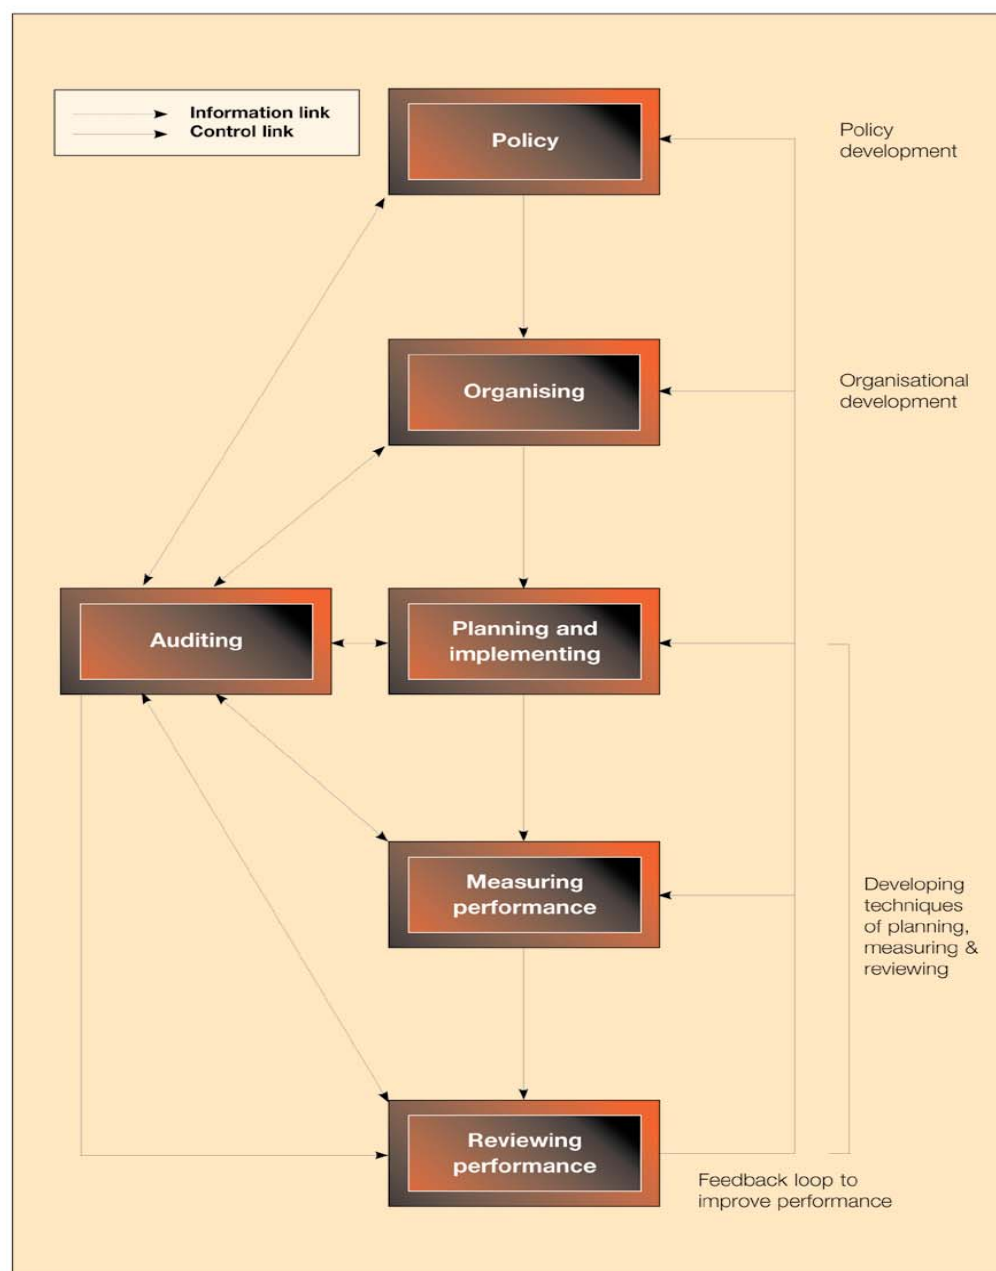 Information link
Control link
Policy
Policy
development
Organising
Organisational
development
Auditing
Planning and
implementing
Measuring
performance
Developing
techniques
of planning,
measuring &
reviewing
Reviewing
performance
Feedback loop to
improve performance